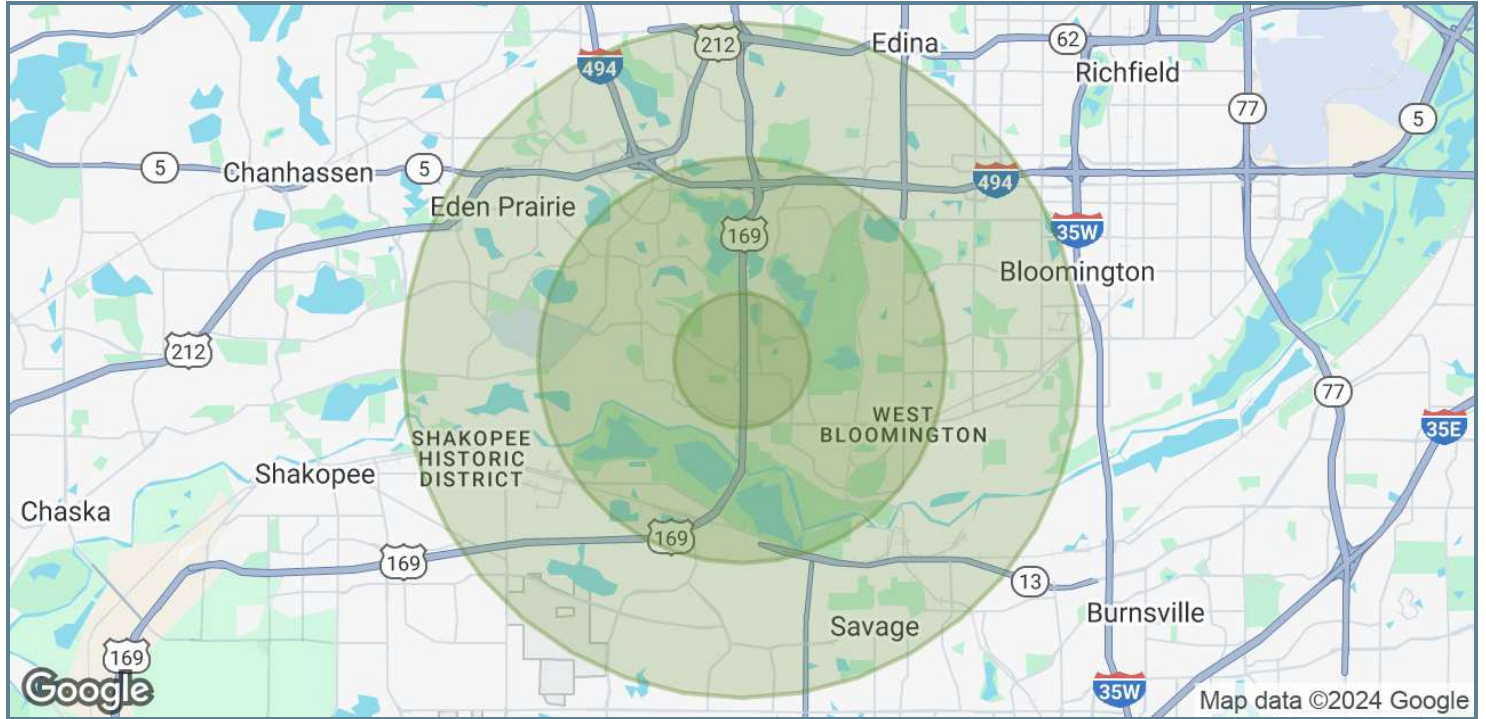 212
Edina
62
494
Richfield
77
5
5
Chanhassen
5
494
Eden Prairie
169
35W
Bloomington
212
77
WEST
BLOOMINGTON
35E
SHAKOPEE
HISTORIC
DISTRICT
Shakopee
Chaska
169
169
13
Savage
Burnsville
169
35W
Google
Map data ©2024 Google